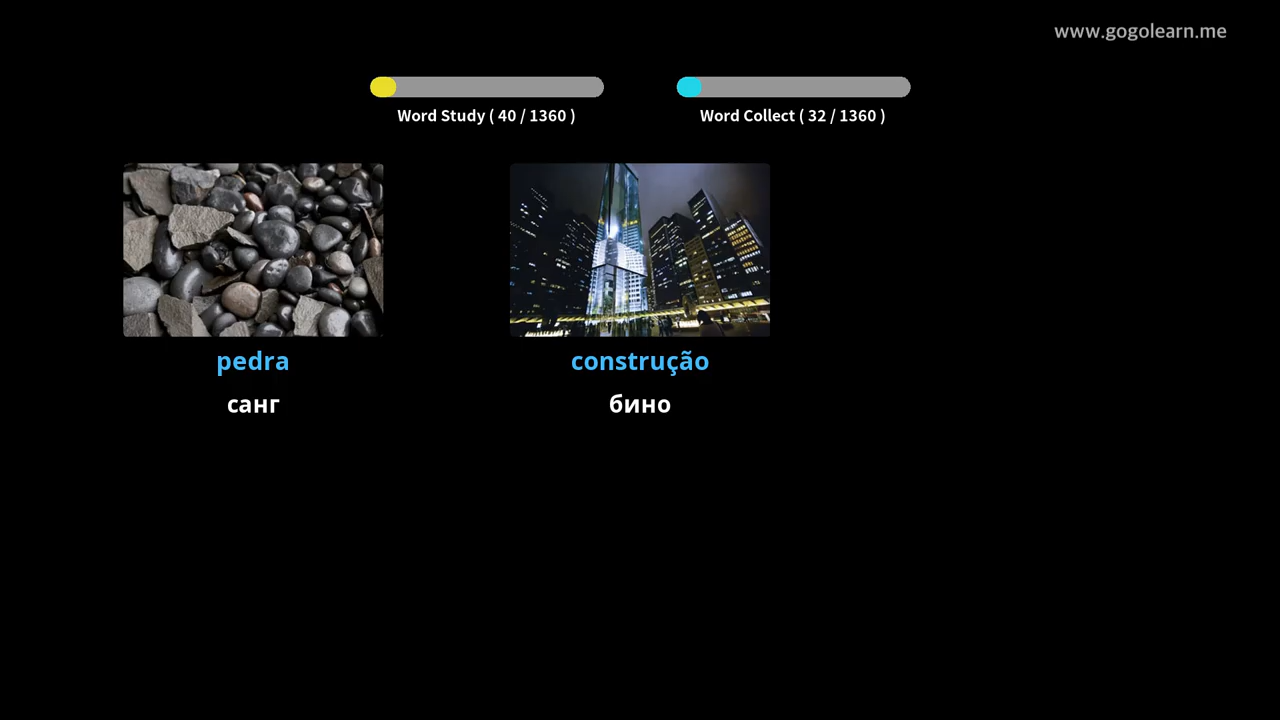 www.gogolearn.me
Word Study ( 40 / 1360 )
Word Collect ( 32 / 1360 )
pedra
construção
санг
бино